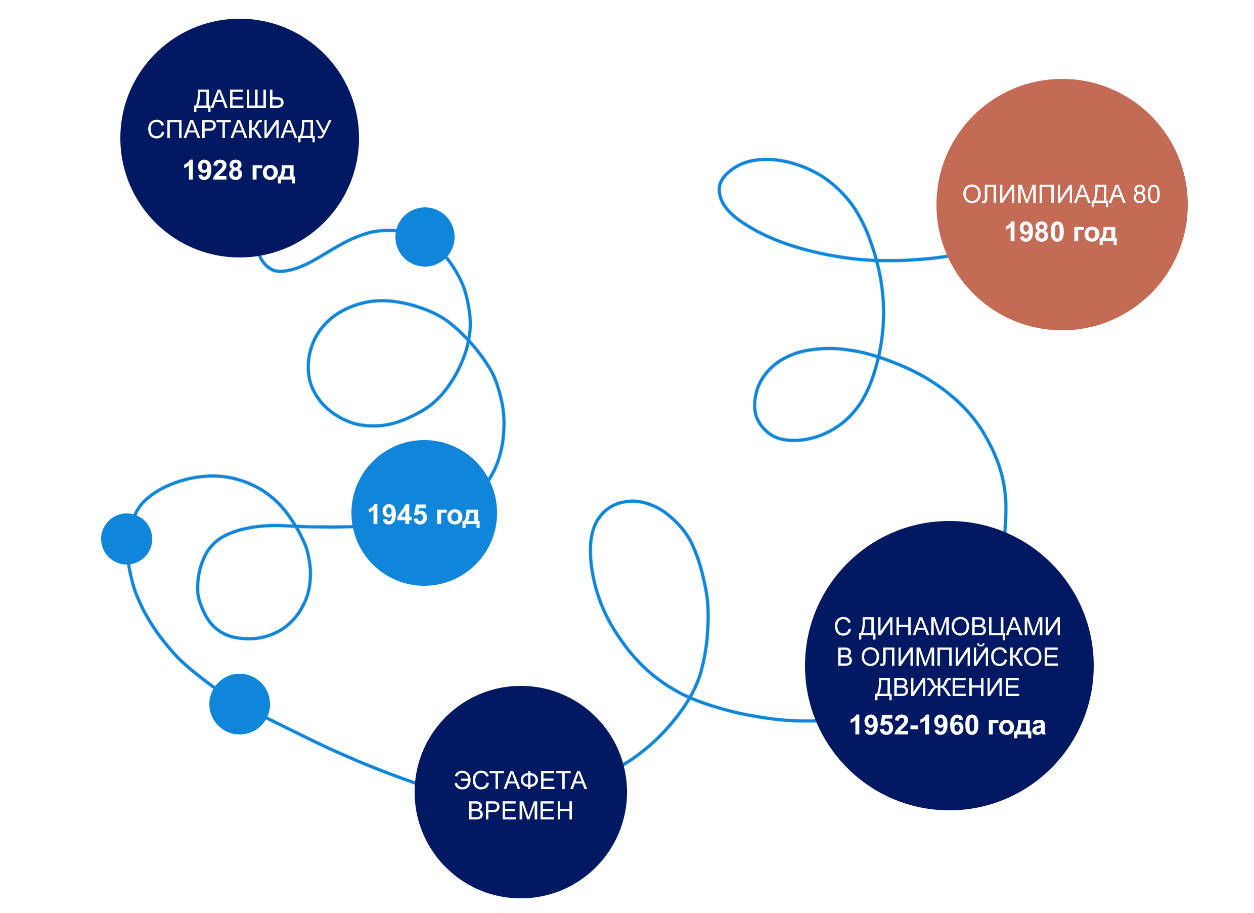 ДАЕШЬ
СПАРТАКИАДУ
1928 год
ОЛИМПИАДА 80
1980 год
1945 год
С ДИНАМОВЦАМИ
В ОЛИМПИЙСКОЕ
ДВИЖЕНИЕ
1952-1960 года
ЭСТАФЕТА
ВРЕМЕН